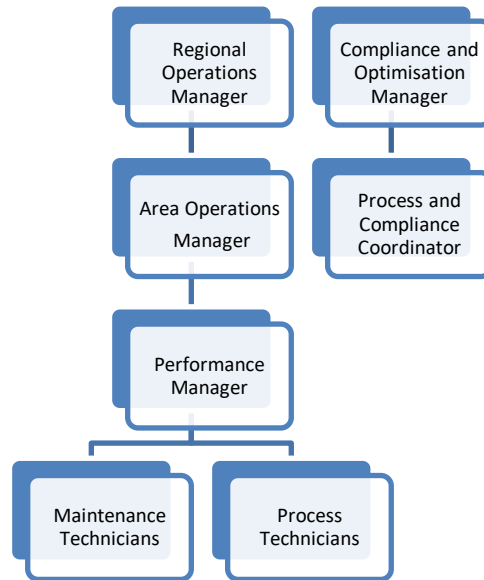 Regional
Operations
Manager
Compliance and
Optimisation
Manager
Area Operations
Manager
Process and
Compliance
Coordinator
Performance
Manager
Maintenance
Technicians
Process
Technicians